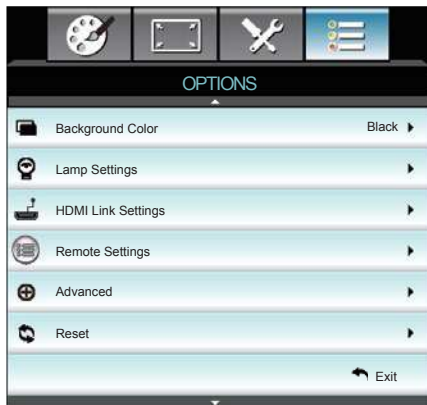 OPTIONS
Background Color Black
Lamp Settings
HDMI Link Settings
Remote Settings
Advanced
Reset
Exit